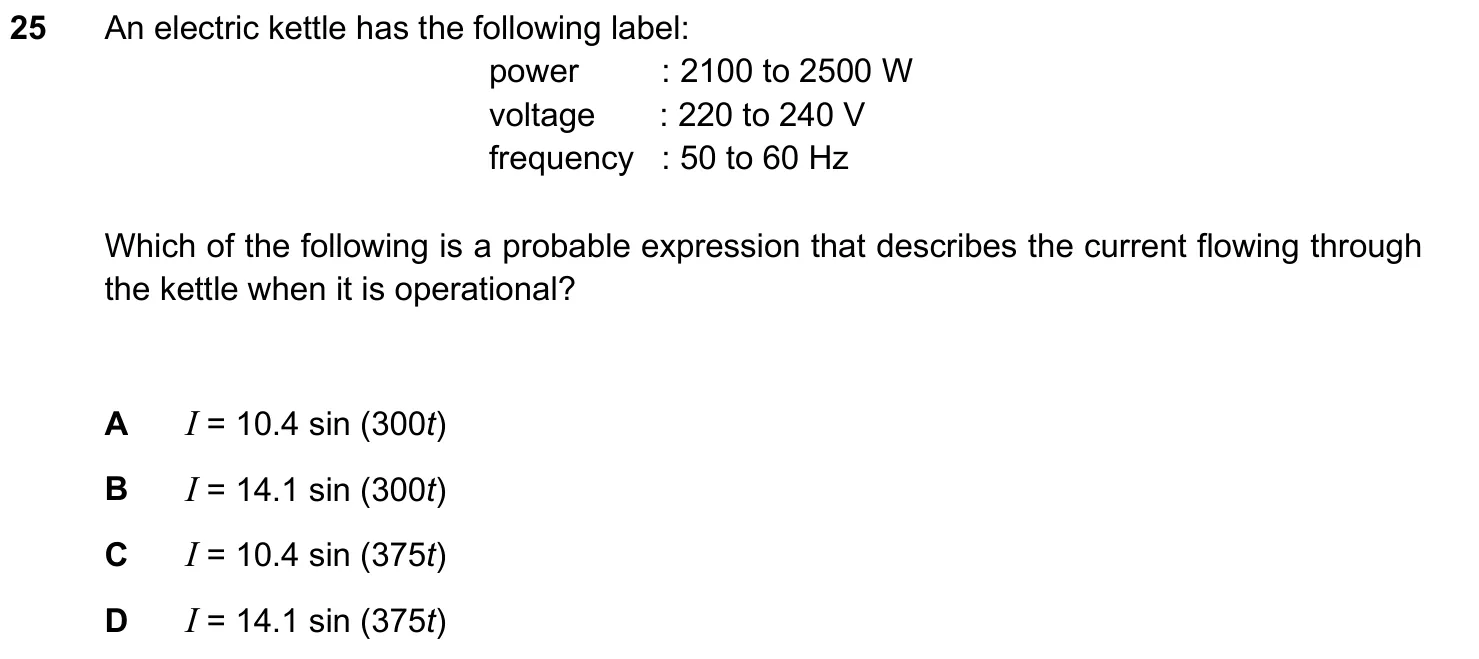 25 An electric kettle has the following label:
power : 2100 to 2500 W
voltage : 220 to 240 V
frequency : 50 to 60 Hz
Which of the following is a probable expression that describes the current flowing through
the kettle when it is operational?
A I = 10.4 sin (300t)
B I = 14.1 sin (300t)
C I = 10.4 sin (375t)
D I = 14.1 sin (375t)